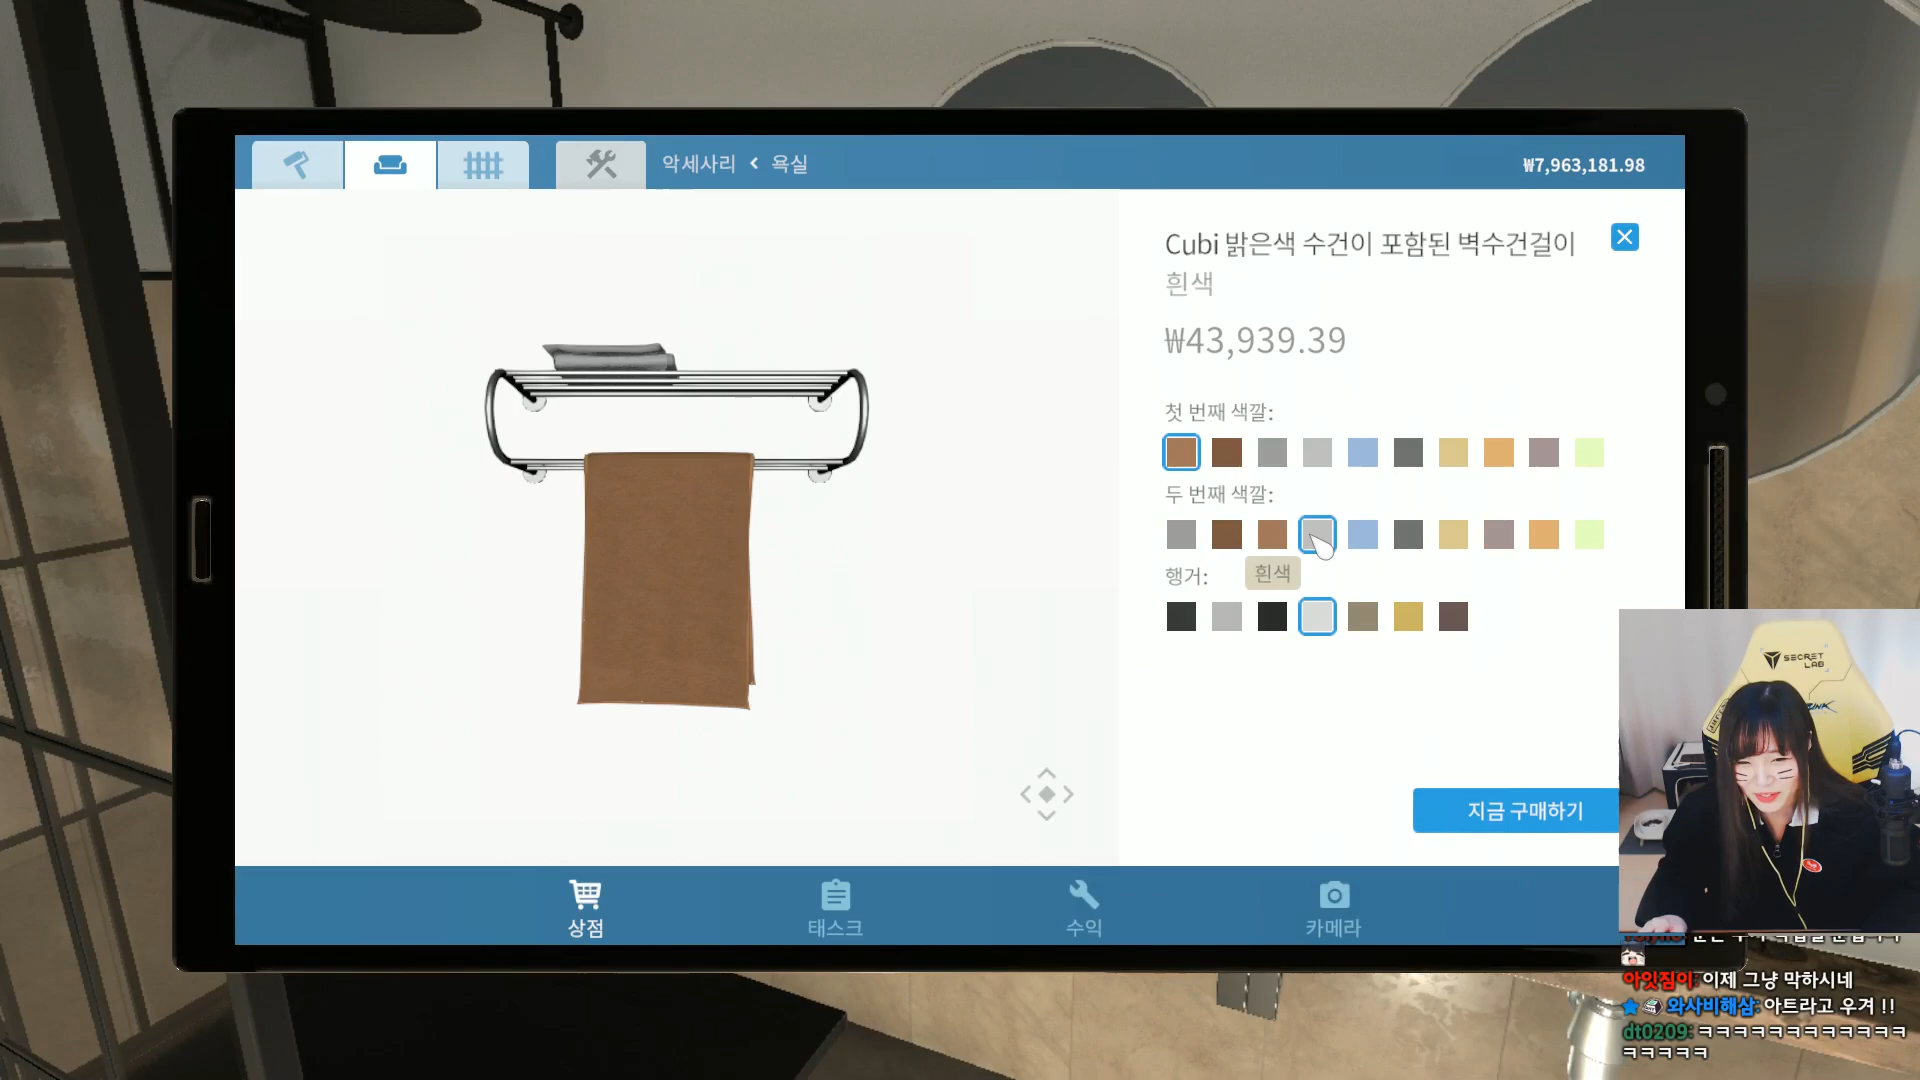 악세사리 < 욕실
₩7,963,181.98
Cubi 밝은색 수건이 포함된 벽수건걸이
흰색
₩43,939.39
첫 번째 색깔:
두 번째 색깔:
행거:
흰색
지금 구매하기
상점
태스크
수익
카메라
SECRET LAB
아잇짐이: 이제 그냥 막하시네
와사비해삼: 아트라고 우겨 !!
dt0209: ㅋㅋㅋㅋㅋㅋㅋㅋㅋㅋㅋㅋ
ㅋㅋㅋㅋㅋ